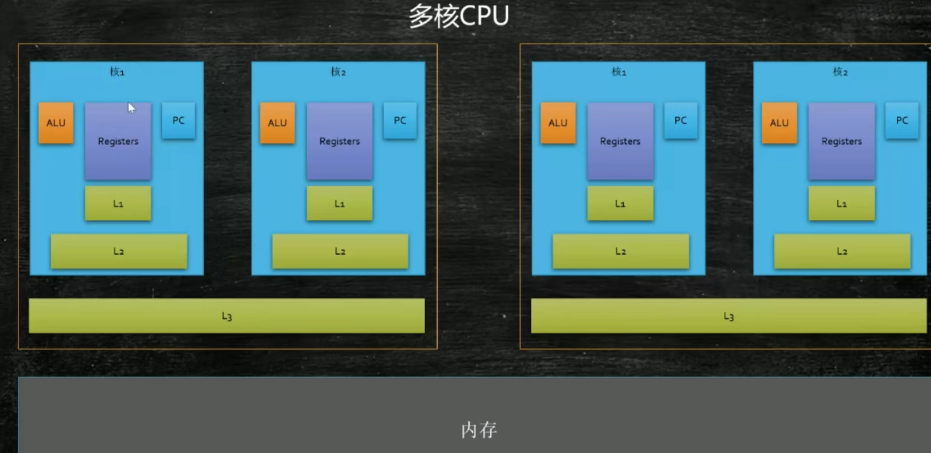 多核CPU
核1
ALU
Registers
PC
L1
L2
核2
ALU
Registers
PC
L1
L2
L3
核1
ALU
Registers
PC
L1
L2
核2
ALU
Registers
PC
L1
L2
L3
内存